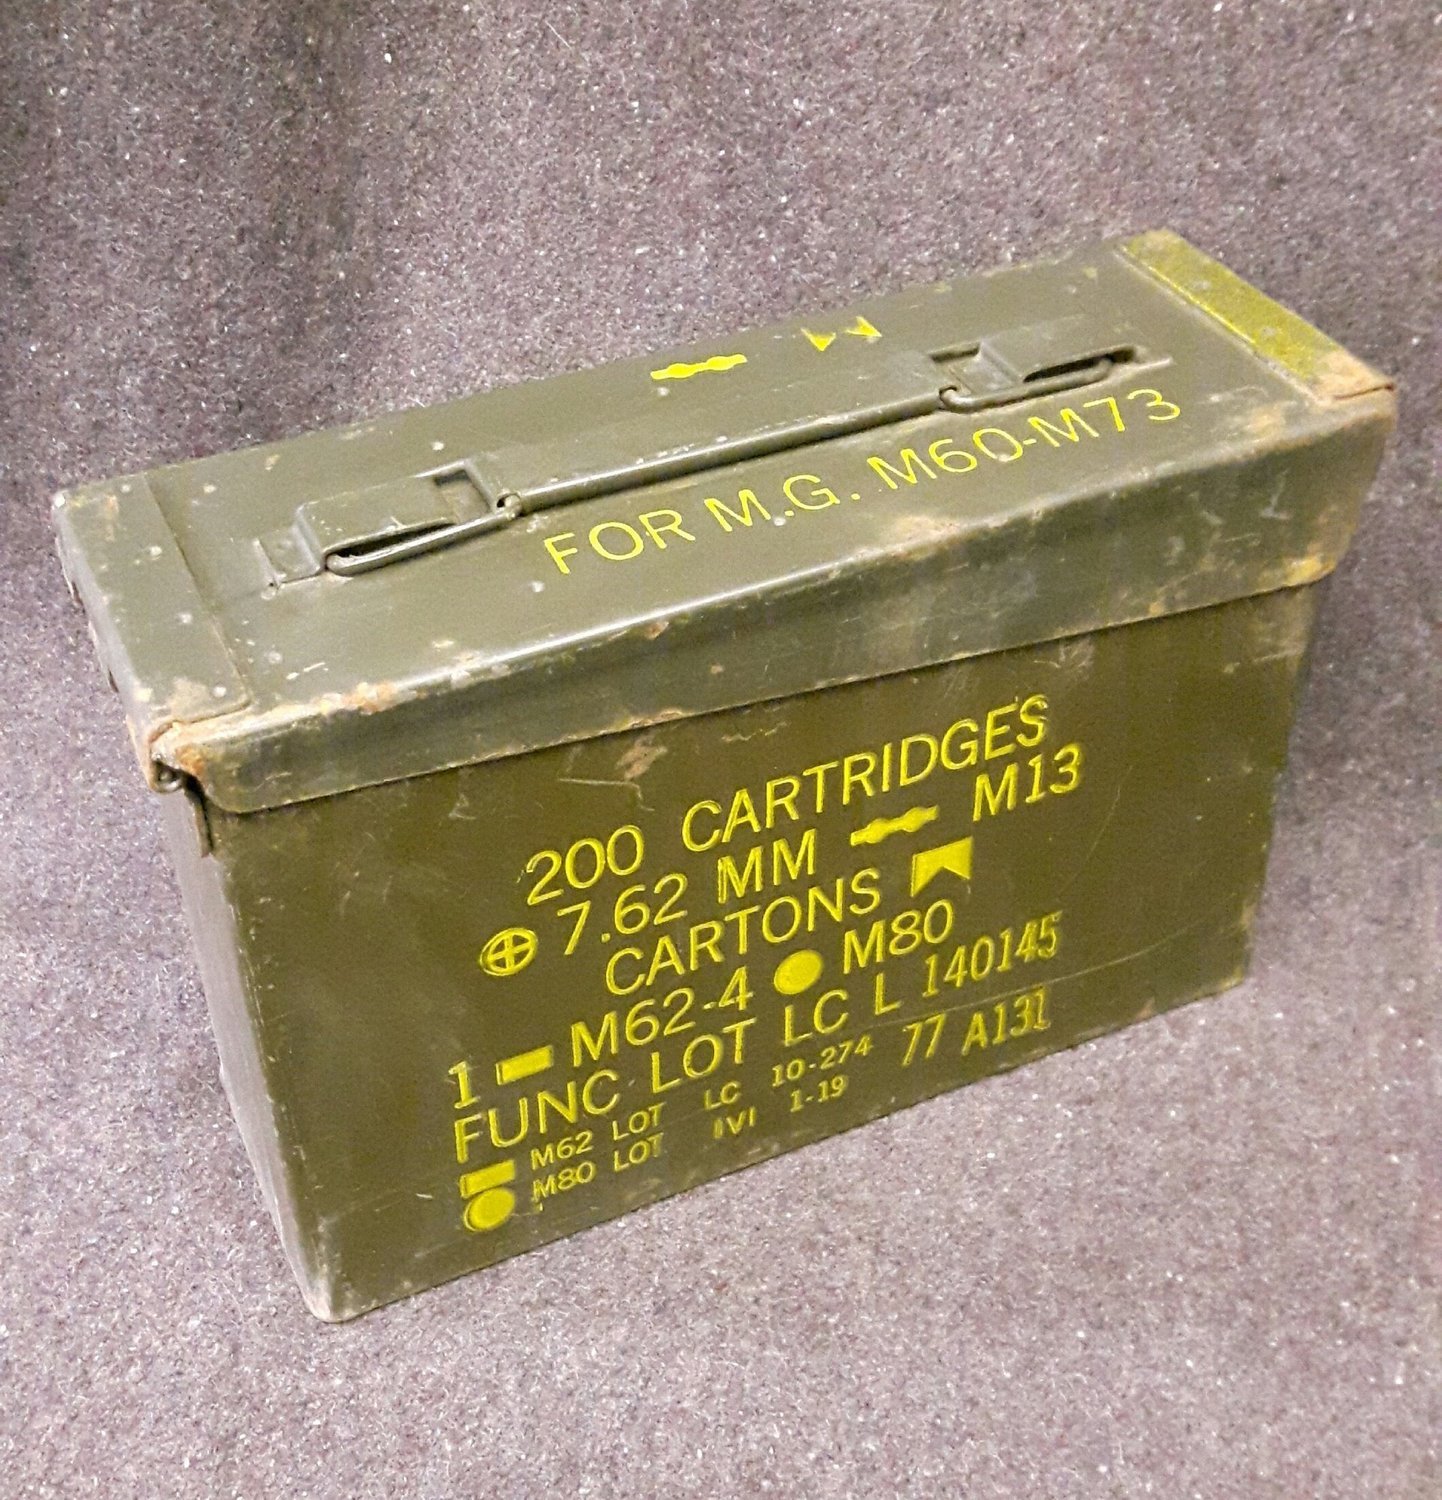 FOR M.G. M60-M73
200 CARTRIDGES
7.62 MM M13
CARTONS
1 M62-4 M80
FUNC LOT LC L 140145
M62 LOT LC 10-274 77 A131
M80 LOT IVI 1-19